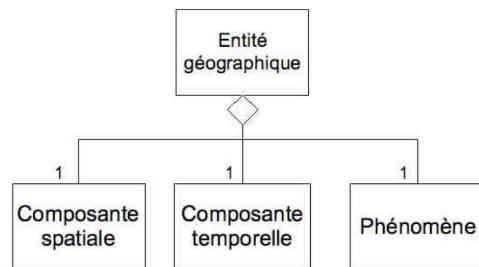 Entité
géographique
1
1
1
Composante
spatiale
Composante
temporelle
Phénomène